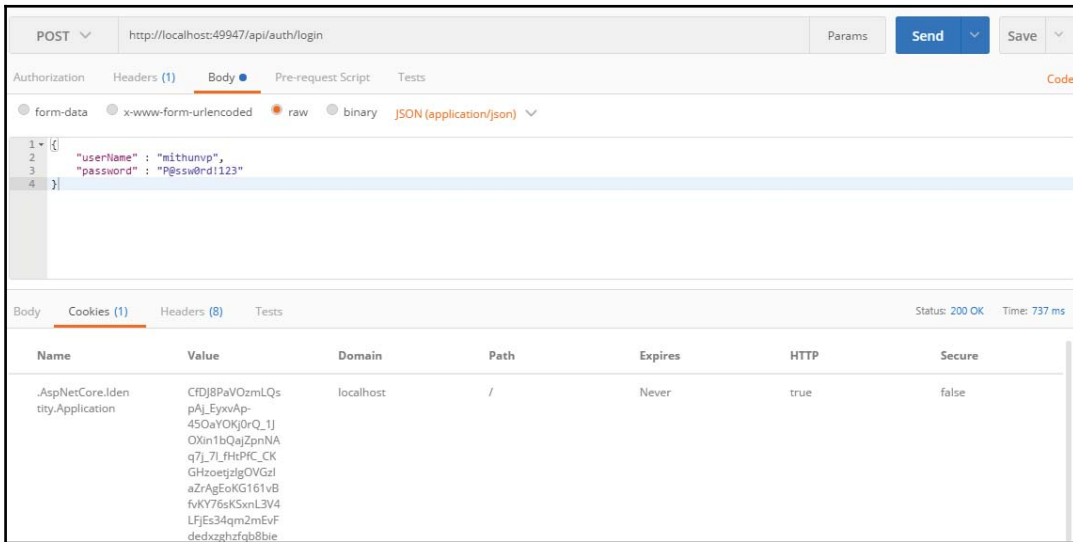 POST http://localhost:49947/api/auth/login Params Send Save
Authorization Headers (1) Body Pre-request Script Tests Code
form-data x-www-form-urlencoded raw binary JSON (application/json)
1 {
2 "userName" : "mithunvp",
3 "password" : "P@ssw0rd!123"
4 }
Body Cookies (1) Headers (8) Tests Status: 200 OK Time: 737 ms
Name Value Domain Path Expires HTTP Secure
.AspNetCore.Iden CfDJ8PaVOzmLQs localhost / Never true false
tity.Application pAj_EyxvAp-
45OaYOKj0rQ_1J
OXin1bQajZpnNA
q7j_7l_fHtPfC_CK
GHzoetjzlgOVGzl
aZrAgEoKG161vB
fvKY76sKSxnL3V4
LFjEs34qm2mEvF
dedxzghzfqb8bie